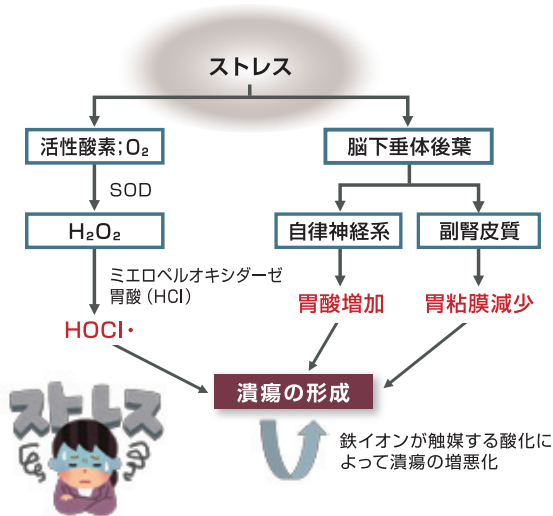 ストレス
活性酸素;O₂
脳下垂体後葉
SOD
H₂O₂
自律神経系
副腎皮質
ミエロペルオキシダーゼ
胃酸(HCl)
HOCl・
胃酸増加
胃粘膜減少
潰瘍の形成
ストレス
鉄イオンが触媒する酸化に
よって潰瘍の増悪化